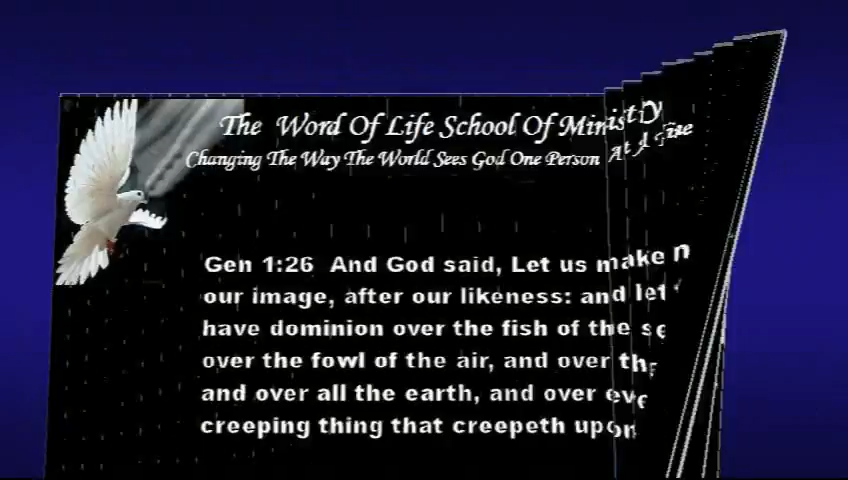 The Word Of Life School Of Ministry
Changing The Way The World Sees God One Person At A Time
Gen 1:26 And God said, Let us make
our image, after our likeness: and let
have dominion over the fish of the
over the fowl of the air, and over
and over all the earth, and over
creeping thing that creepeth upon